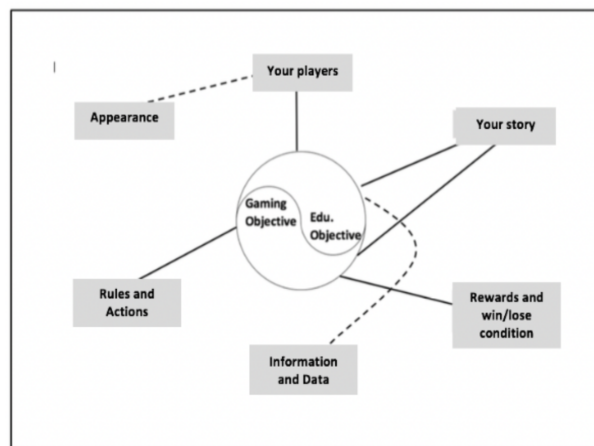 Your players
Appearance
Your story
Gaming
Objective
Edu.
Objective
Rules and
Actions
Rewards and
win/lose
condition
Information
and Data